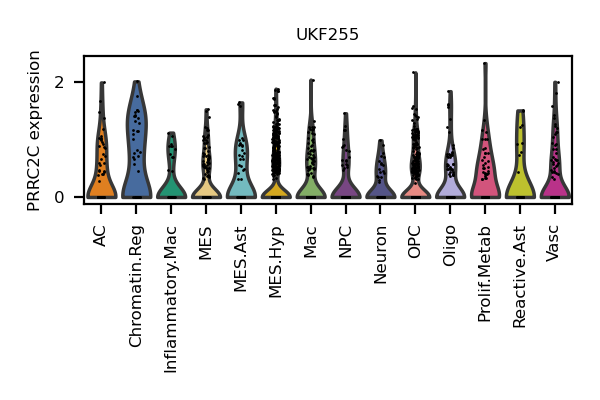 UKF255
PRRC2C expression
2
0
AC
Chromatin.Reg
Inflammatory.Mac
MES
MES.Ast
MES.Hyp
Mac
NPC
Neuron
OPC
Oligo
Prolif.Metab
Reactive.Ast
Vasc